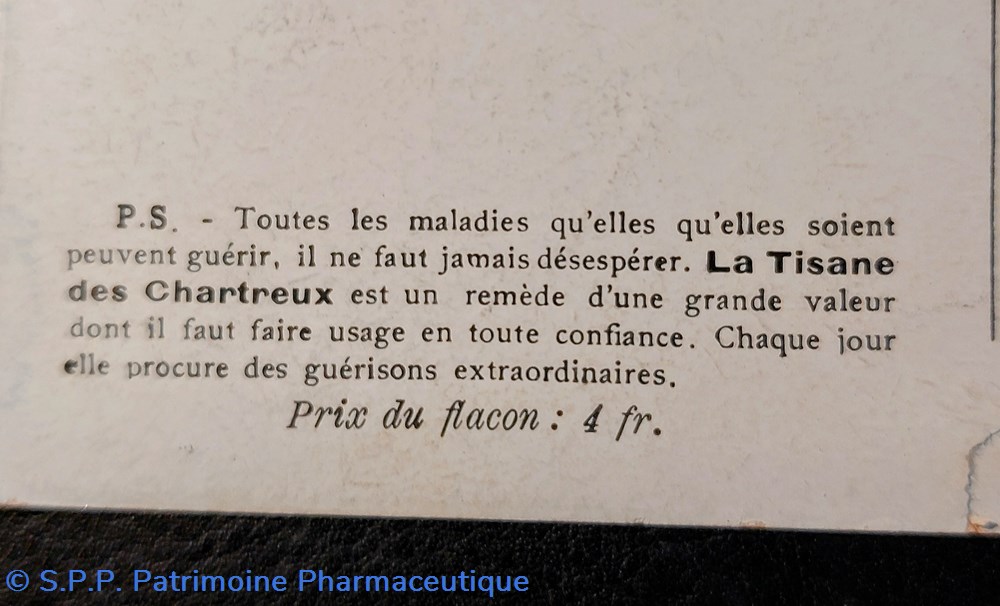 P.S. - Toutes les maladies qu'elles qu'elles soient
peuvent guérir, il ne faut jamais désespérer. La Tisane
des Chartreux est un remède d'une grande valeur
dont il faut faire usage en toute confiance. Chaque jour
elle procure des guérisons extraordinaires.
Prix du flacon : 4 fr.
© S.P.P. Patrimoine Pharmaceutique